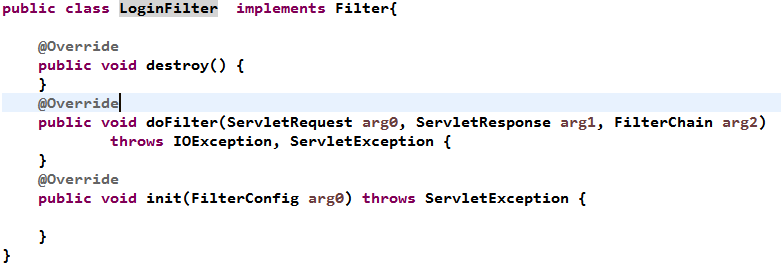 public class LoginFilter  implements Filter{
@Override
public void destroy() {
}
@Override
public void doFilter(ServletRequest arg0, ServletResponse arg1, FilterChain arg2)
throws IOException, ServletException {
}
@Override
public void init(FilterConfig arg0) throws ServletException {
}
}